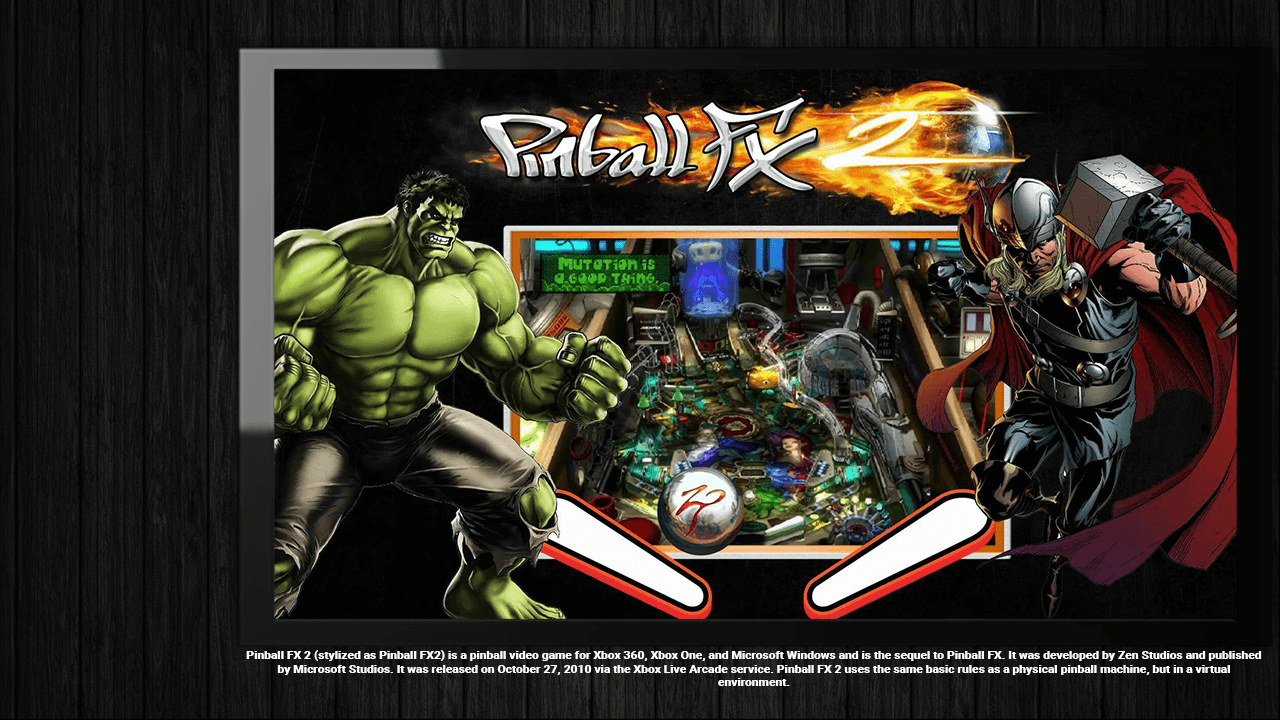 Pinball FX 2
Mutation is
a good thing.
Pinball FX 2 (stylized as Pinball FX2) is a pinball video game for Xbox 360, Xbox One, and Microsoft Windows and is the sequel to Pinball FX. It was developed by Zen Studios and published
by Microsoft Studios. It was released on October 27, 2010 via the Xbox Live Arcade service. Pinball FX 2 uses the same basic rules as a physical pinball machine, but in a virtual
environment.